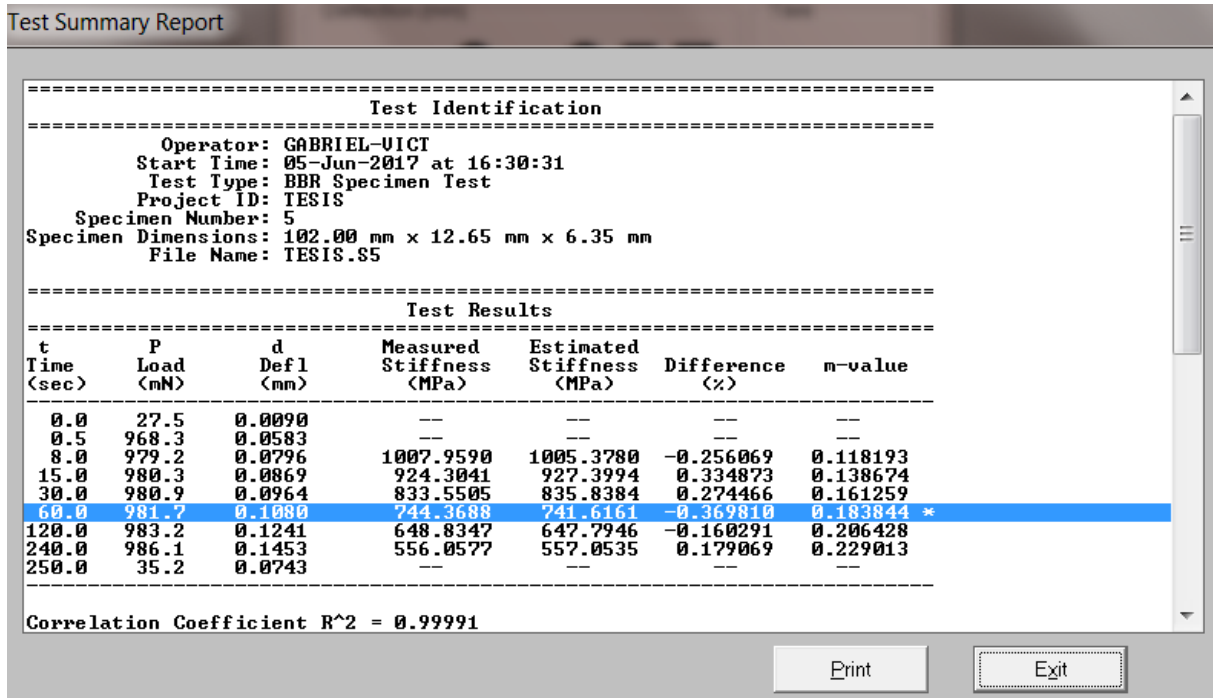 Test Summary Report
================================================================================
Test Identification
================================================================================
Operator: GABRIEL-VICT
Start Time: 05-Jun-2017 at 16:30:31
Test Type: BBR Specimen Test
Project ID: TESIS
Specimen Number: 5
Specimen Dimensions: 102.00 mm x 12.65 mm x 6.35 mm
File Name: TESIS.S5
================================================================================
Test Results
================================================================================
t P d Measured Estimated
Time Load Defl Stiffness Stiffness Difference m-value
(sec) (mN) (mm) (MPa) (MPa) (%)
--------------------------------------------------------------------------------
0.0 27.5 0.0090 -- -- -- --
0.5 968.3 0.0583 -- -- -- --
8.0 979.2 0.0796 1007.9590 1005.3780 -0.256069 0.118193
15.0 980.3 0.0869 924.3041 927.3994 0.334873 0.138674
30.0 980.9 0.0964 833.5505 835.8384 0.274466 0.161259
60.0 981.7 0.1080 744.3688 741.6161 -0.369810 0.183844 *
120.0 983.2 0.1241 648.8347 647.7946 -0.160291 0.206428
240.0 986.1 0.1453 556.0577 557.0535 0.179069 0.229013
250.0 35.2 0.0743 -- -- -- --
--------------------------------------------------------------------------------
Correlation Coefficient R^2 = 0.99991
Print Exit